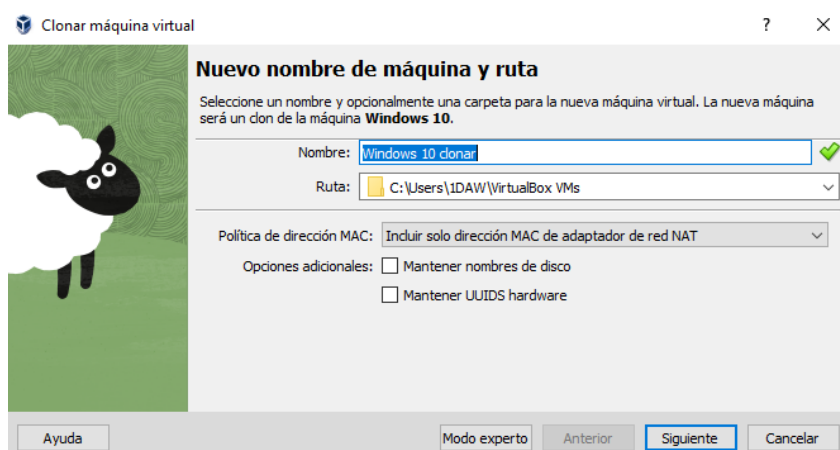 Clonar máquina virtual
Nuevo nombre de máquina y ruta
Seleccione un nombre y opcionalmente una carpeta para la nueva máquina virtual. La nueva máquina
será un clon de la máquina Windows 10.
Nombre: Windows 10 clonar
Ruta: C:\Users\1DAW\VirtualBox VMs
Política de dirección MAC: Incluir solo dirección MAC de adaptador de red NAT
Opciones adicionales: Mantener nombres de disco
Mantener UUIDS hardware
Ayuda Modo experto Anterior Siguiente Cancelar